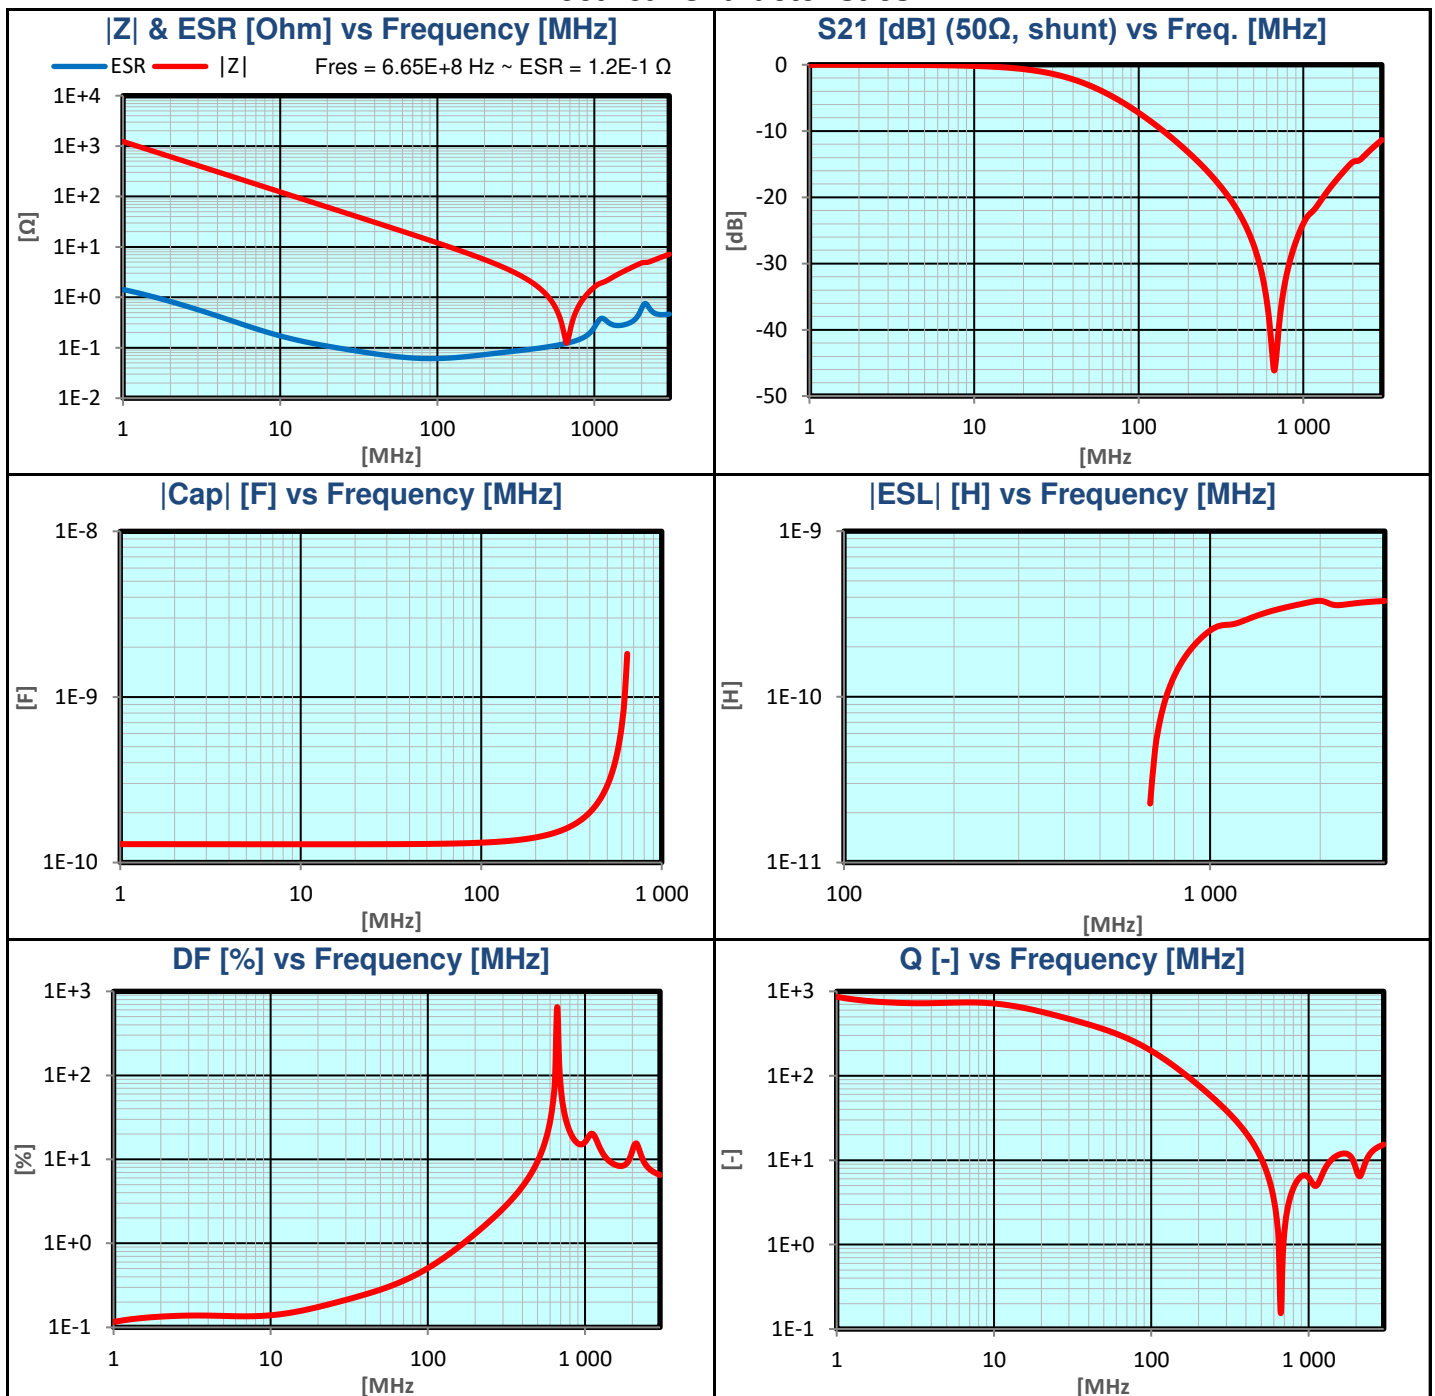 |Z| & ESR [Ohm] vs Frequency [MHz]
ESR |Z| Fres = 6.65E+8 Hz ~ ESR = 1.2E-1 Ω
1E+4
1E+3
1E+2
1E+1
1E+0
1E-1
1E-2
[Ω]
1 10 100 1000
[MHz]
S21 [dB] (50Ω, shunt) vs Freq. [MHz]
0
-10
-20
-30
-40
-50
[dB]
1 10 100 1 000
[MHz
|Cap| [F] vs Frequency [MHz]
1E-8
1E-9
1E-10
[F]
1 10 100 1 000
[MHz]
|ESL| [H] vs Frequency [MHz]
1E-9
1E-10
1E-11
[H]
100 1 000
[MHz]
DF [%] vs Frequency [MHz]
1E+3
1E+2
1E+1
1E+0
1E-1
[%]
1 10 100 1 000
[MHz
Q [-] vs Frequency [MHz]
1E+3
1E+2
1E+1
1E+0
1E-1
[-]
1 10 100 1 000
[MHz